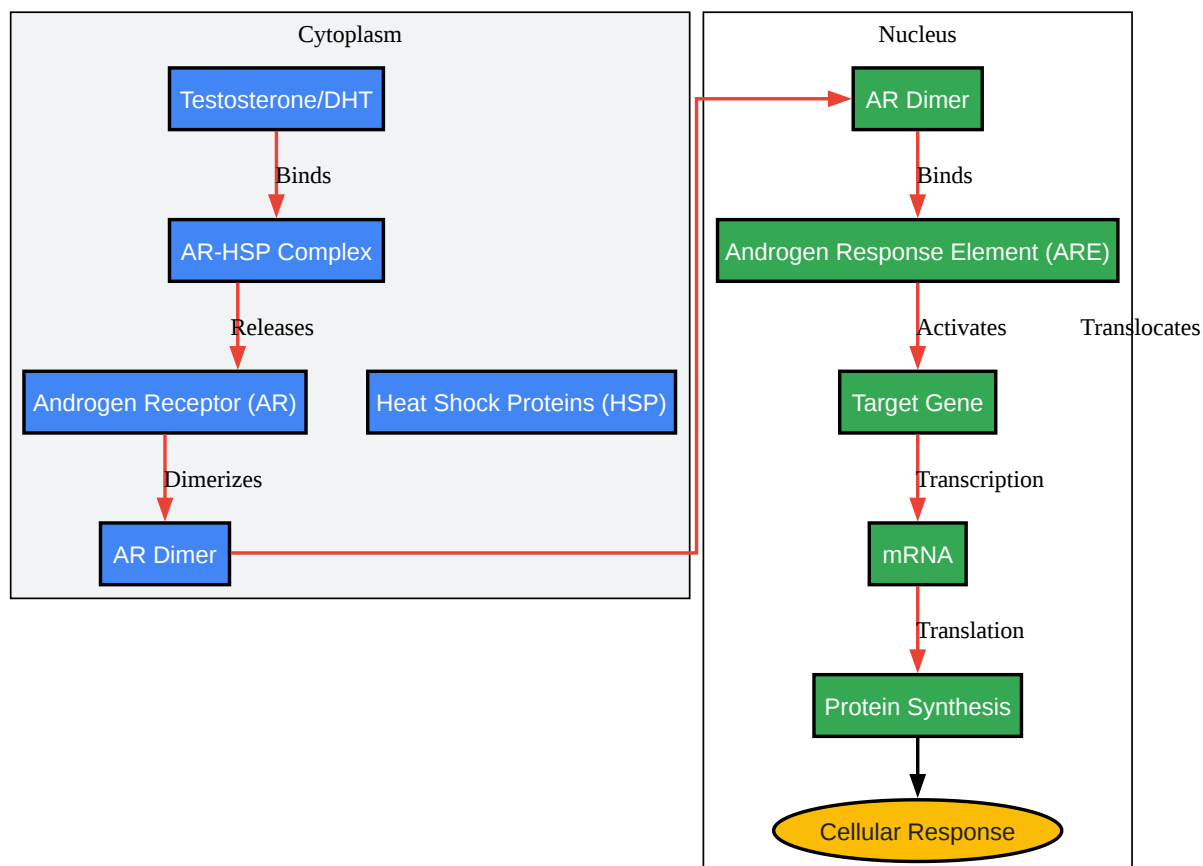 Cytoplasm
Testosterone/DHT
Binds
AR-HSP Complex
Releases
Androgen Receptor (AR)
Heat Shock Proteins (HSP)
Dimerizes
AR Dimer
Nucleus
AR Dimer
Binds
Androgen Response Element (ARE)
Activates
Translocates
Target Gene
Transcription
mRNA
Translation
Protein Synthesis
Cellular Response